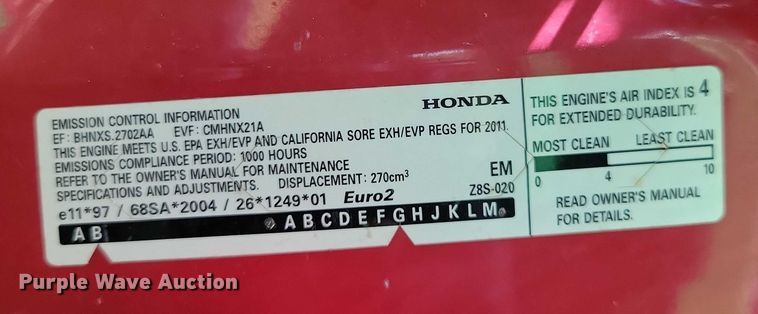 HONDA
EMISSION CONTROL INFORMATION
EF: BHNXS.2702AA EVF: CMHNX21A
THIS ENGINE MEETS U.S. EPA EXH/EVP AND CALIFORNIA SORE EXH/EVP REGS FOR 2011.
EMISSIONS COMPLIANCE PERIOD: 1000 HOURS
REFER TO THE OWNER'S MANUAL FOR MAINTENANCE
SPECIFICATIONS AND ADJUSTMENTS. DISPLACEMENT: 270cm³
EM
Z8S-020
e11*97 / 68SA*2004 / 26*1249*01 Euro2
A B
A B C D E F G H J K L M
THIS ENGINE'S AIR INDEX IS 4
FOR EXTENDED DURABILITY.
MOST CLEAN LEAST CLEAN
0 4 10
READ OWNER'S MANUAL
FOR DETAILS.
Purple Wave Auction